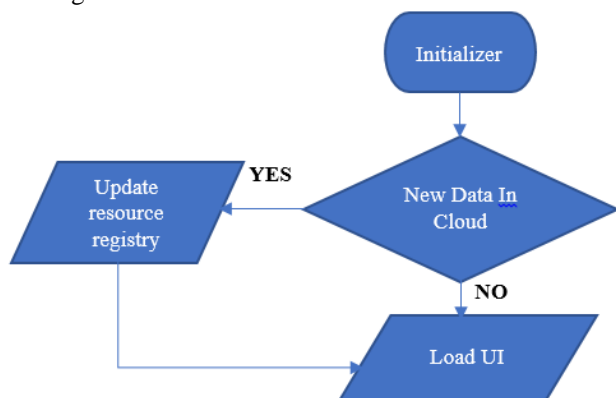 Initializer
YES
New Data In
Cloud
Update
resource
registry
NO
Load UI